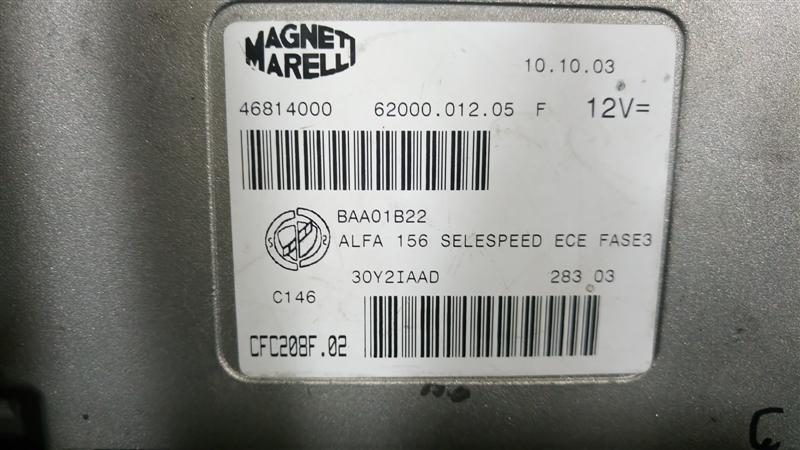 MAGNETI
MARELLI
10.10.03
46814000 62000.012.05 F 12V=
BAA01B22
ALFA 156 SELESPEED ECE FASE3
30Y2IAAD 283 03
C146
CFC208F.02
C